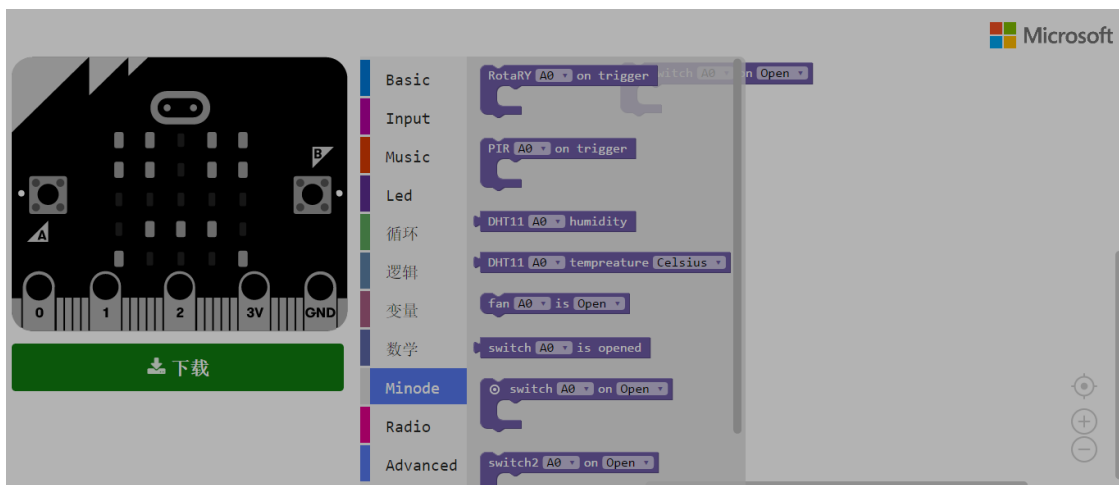 Microsoft
B
A
0 1 2 3V GND
下载
Basic
Input
Music
Led
循环
逻辑
变量
数学
Minode
Radio
Advanced
RotaRY A0 on trigger
PIR A0 on trigger
DHT11 A0 humidity
DHT11 A0 tempreature Celsius
fan A0 is Open
switch A0 is opened
switch A0 on Open
switch2 A0 on Open
switch A0 on Open